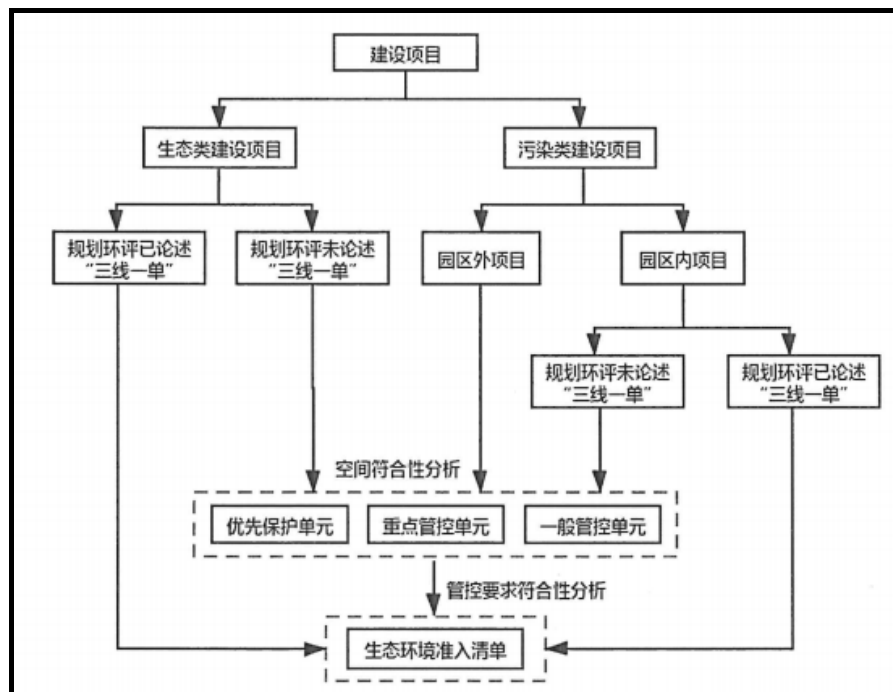 建设项目
生态类建设项目
污染类建设项目
规划环评已论述
“三线一单”
规划环评未论述
“三线一单”
园区外项目
园区内项目
规划环评未论述
“三线一单”
规划环评已论述
“三线一单”
空间符合性分析
优先保护单元
重点管控单元
一般管控单元
管控要求符合性分析
生态环境准入清单